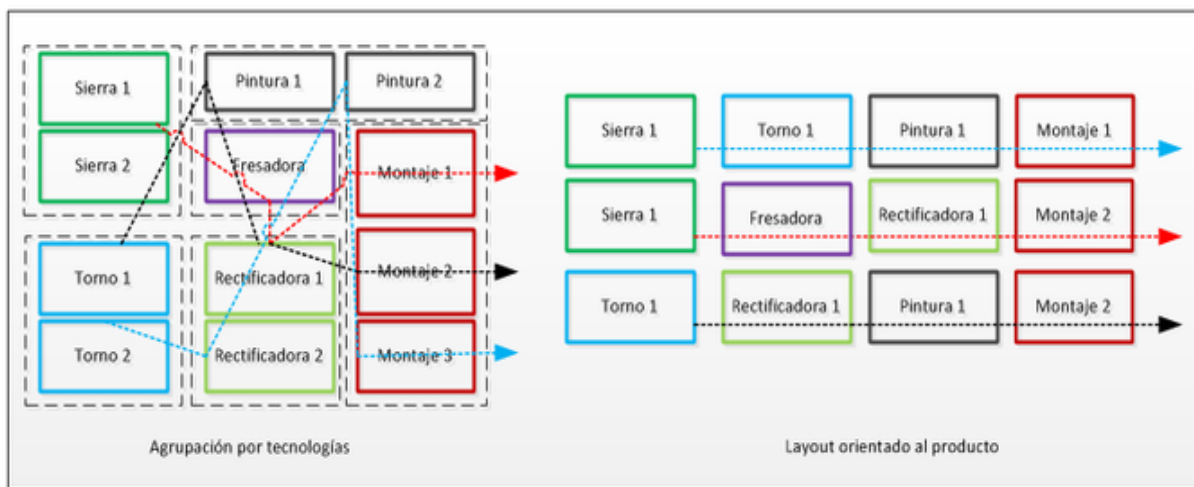 Sierra 1
Pintura 1
Pintura 2
Sierra 2
Fresadora
Montaje 1
Torno 1
Rectificadora 1
Montaje 2
Torno 2
Rectificadora 2
Montaje 3
Agrupación por tecnologías
Sierra 1
Torno 1
Pintura 1
Montaje 1
Sierra 1
Fresadora
Rectificadora 1
Montaje 2
Torno 1
Rectificadora 1
Pintura 1
Montaje 2
Layout orientado al producto